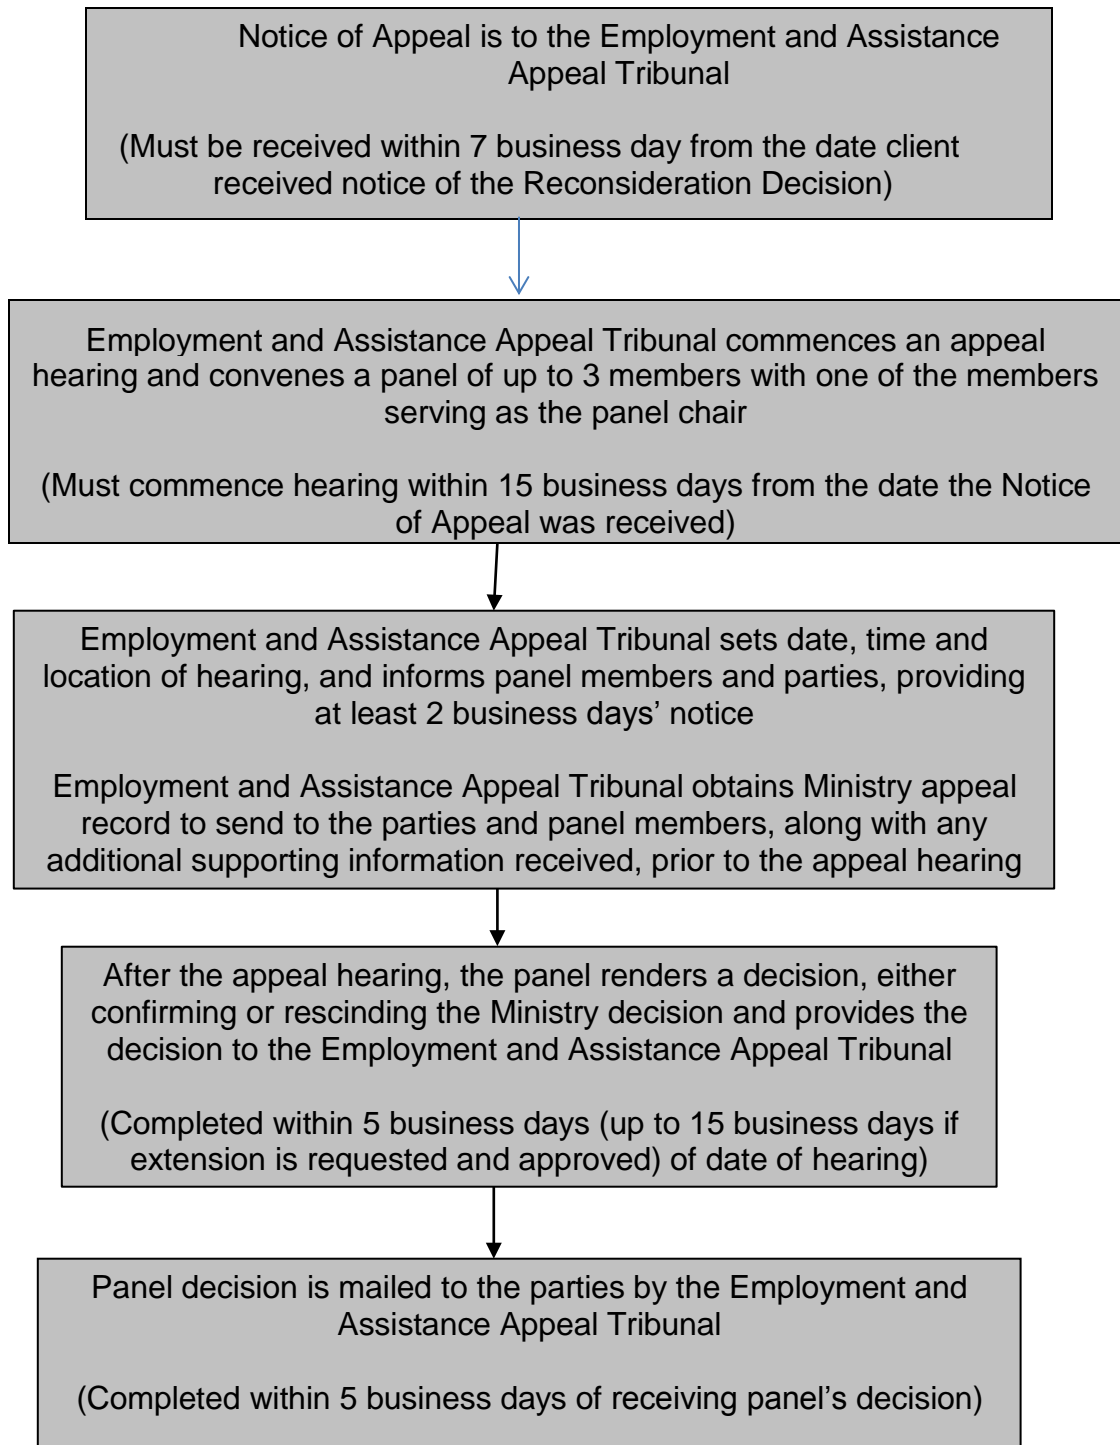 Notice of Appeal is to the Employment and Assistance
Appeal Tribunal
(Must be received within 7 business day from the date client
received notice of the Reconsideration Decision)
Employment and Assistance Appeal Tribunal commences an appeal
hearing and convenes a panel of up to 3 members with one of the members
serving as the panel chair
(Must commence hearing within 15 business days from the date the Notice
of Appeal was received)
Employment and Assistance Appeal Tribunal sets date, time and
location of hearing, and informs panel members and parties, providing
at least 2 business days’ notice
Employment and Assistance Appeal Tribunal obtains Ministry appeal
record to send to the parties and panel members, along with any
additional supporting information received, prior to the appeal hearing
After the appeal hearing, the panel renders a decision, either
confirming or rescinding the Ministry decision and provides the
decision to the Employment and Assistance Appeal Tribunal
(Completed within 5 business days (up to 15 business days if
extension is requested and approved) of date of hearing)
Panel decision is mailed to the parties by the Employment and
Assistance Appeal Tribunal
(Completed within 5 business days of receiving panel’s decision)